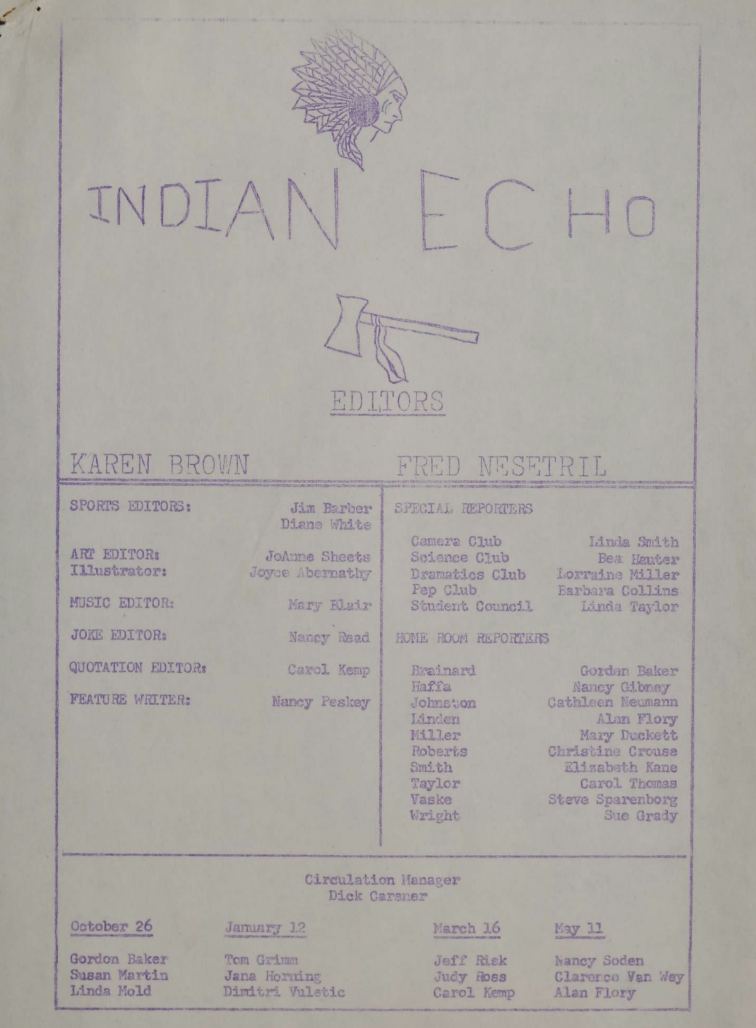 INDIAN ECHO
EDITORS
KAREN BROWN
FRED NESETRIL
SPORTS EDITORS: Jim Barber
Diane White
ART EDITOR: JoAnne Sheets
Illustrator: Joyce Abernathy
MUSIC EDITOR: Mary Blair
JOKE EDITOR: Nancy Read
QUOTATION EDITOR: Carol Kemp
FEATURE WRITER: Nancy Peskey
SPECIAL REPORTERS
Camera Club Linda Smith
Science Club Bea Hauter
Dramatics Club Lorraine Miller
Pep Club Barbara Collins
Student Council Linda Taylor
HOME ROOM REPORTERS
Brainard Gordon Baker
Haffa Nancy Gibney
Johnston Cathleen Neumann
Linden Alan Flory
Miller Mary Duckett
Roberts Christine Crouse
Smith Elizabeth Kane
Taylor Carol Thomas
Vaske Steve Sparenborg
Wright Sue Grady
Circulation Manager
Dick Carsner
October 26 January 12 March 16 May 11
Gordon Baker Tom Grimm Jeff Risk Nancy Soden
Susan Martin Jana Horning Judy Ross Clarence Van Wey
Linda Mold Dimitri Vuletic Carol Kemp Alan Flory